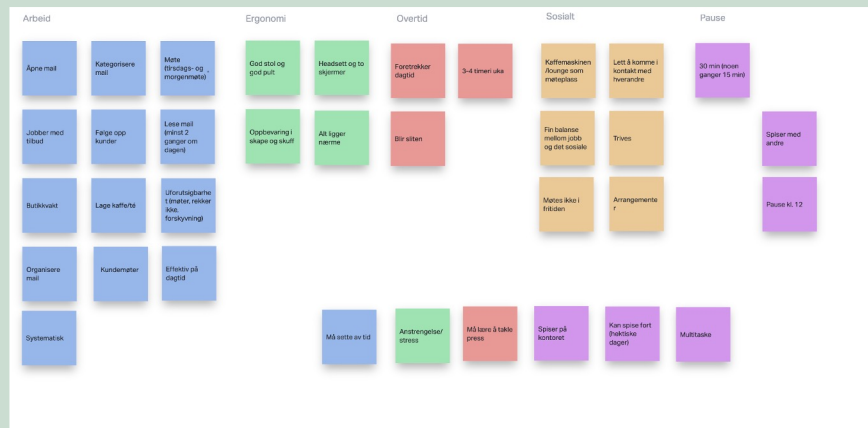 Arbeid
Ergonomi
Overtid
Sosialt
Pause
Åpne mail
Kategorisere
mail
Møte
(tirsdags- og
morgenmøte)
God stol og
god pult
Headsett og to
skjermer
Foretrekker
dagtid
3-4 timeri uka
Kaffemaskinen
/lounge som
møteplass
Lett å komme i
kontakt med
hverandre
30 min (noen
ganger 15 min)
Jobber med
tilbud
Følge opp
kunder
Lese mail
(minst 2
ganger om
dagen)
Oppbevaring i
skape og skuff
Alt ligger
nærme
Blir sliten
Fin balanse
mellom jobb
og det sosiale
Trives
Spiser med
andre
Butikkvakt
Lage kaffe/té
Uforutsigbarhe
t (møter, rekker
ikke,
forskyvning)
Møtes ikke i
fritiden
Arrangemente
r
Pause kl. 12
Organisere
mail
Kundemøter
Effektiv på
dagtid
Systematisk
Må sette av tid
Anstrengelse/
stress
Må lære å takle
press
Spiser på
kontoret
Kan spise fort
(hektiske
dager)
Multitaske